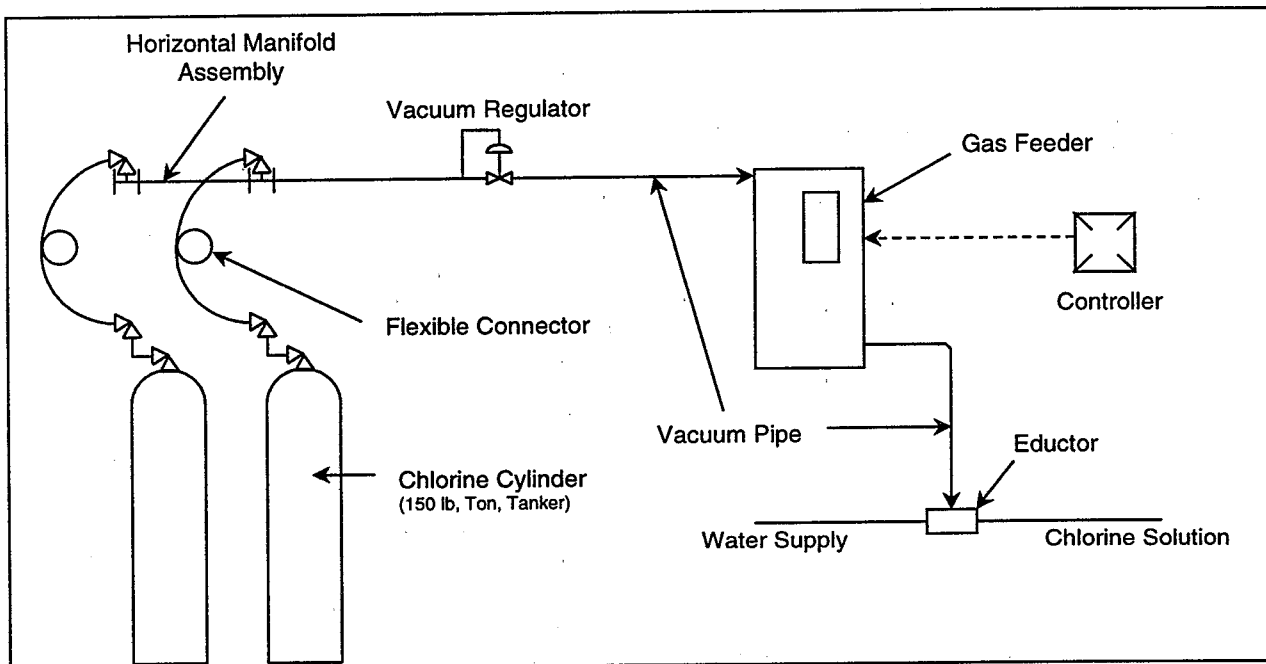 Horizontal Manifold
Assembly
Vacuum Regulator
Gas Feeder
Controller
Flexible Connector
Vacuum Pipe
Eductor
Chlorine Cylinder
(150 lb, Ton, Tanker)
Water Supply
Chlorine Solution